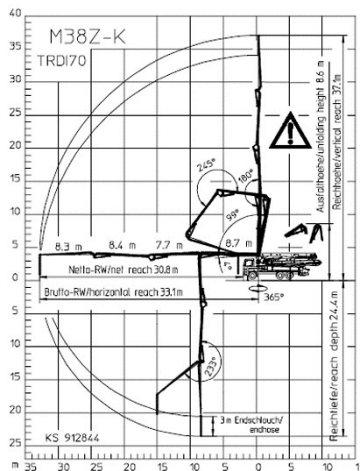 M38Z-K
TRDI70
40
35
30
25
20
15
10
5
0
5
10
15
20
25
Ausfalthoehe/unfolding height 8.6 m
Reichhoehe/vertical reach 37.1m
245°
180°
99°
8.3 m
8.4 m
7.7 m
8.7 m
Netto-RW/net reach 30.8 m
Brutto-RW/horizontal reach 33.1m
365°
233°
Reichtiefe/reach depth 24.4 m
3 m Endschlauch/
endhose
KS 912844
m 35 30 25 20 15 10 5 0 5 10